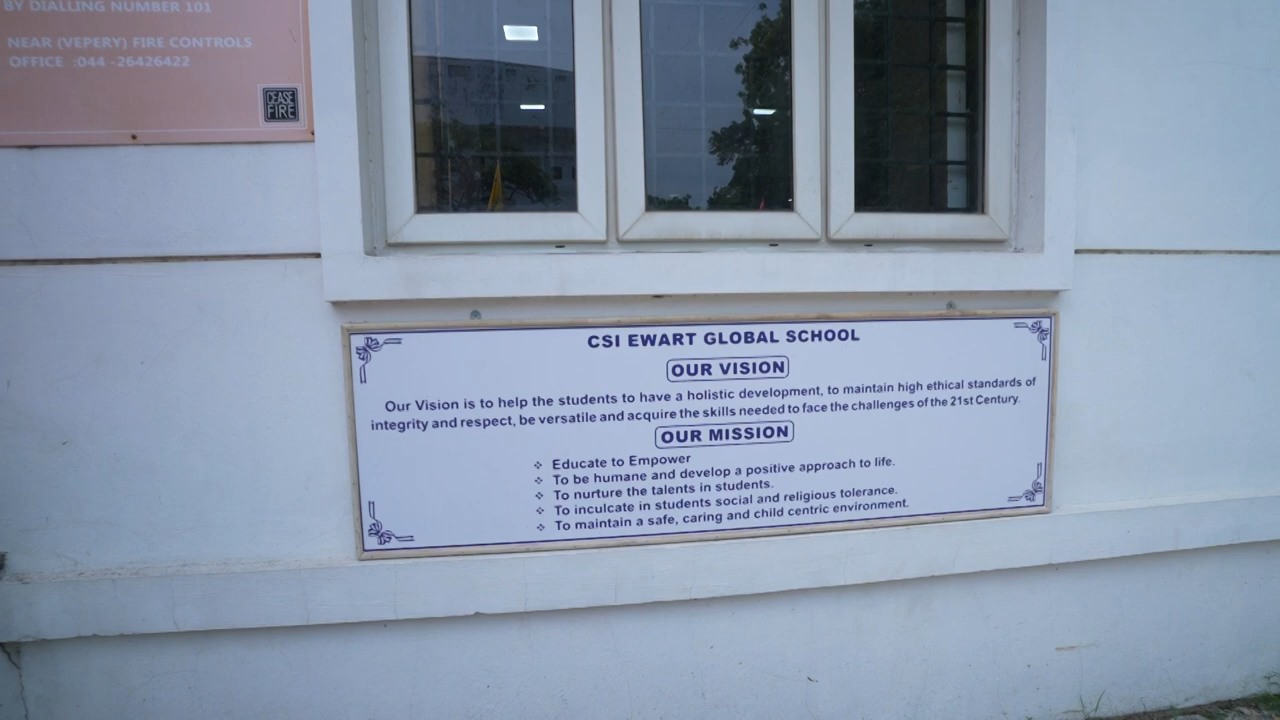 BY DIALLING NUMBER 101
NEAR (VEPERY) FIRE CONTROLS
OFFICE :044 -26426422
CEASE
FIRE
CSI EWART GLOBAL SCHOOL
OUR VISION
Our Vision is to help the students to have a holistic development, to maintain high ethical standards of
integrity and respect, be versatile and acquire the skills needed to face the challenges of the 21st Century.
OUR MISSION
❖ Educate to Empower
❖ To be humane and develop a positive approach to life.
❖ To nurture the talents in students.
❖ To inculcate in students social and religious tolerance.
❖ To maintain a safe, caring and child centric environment.